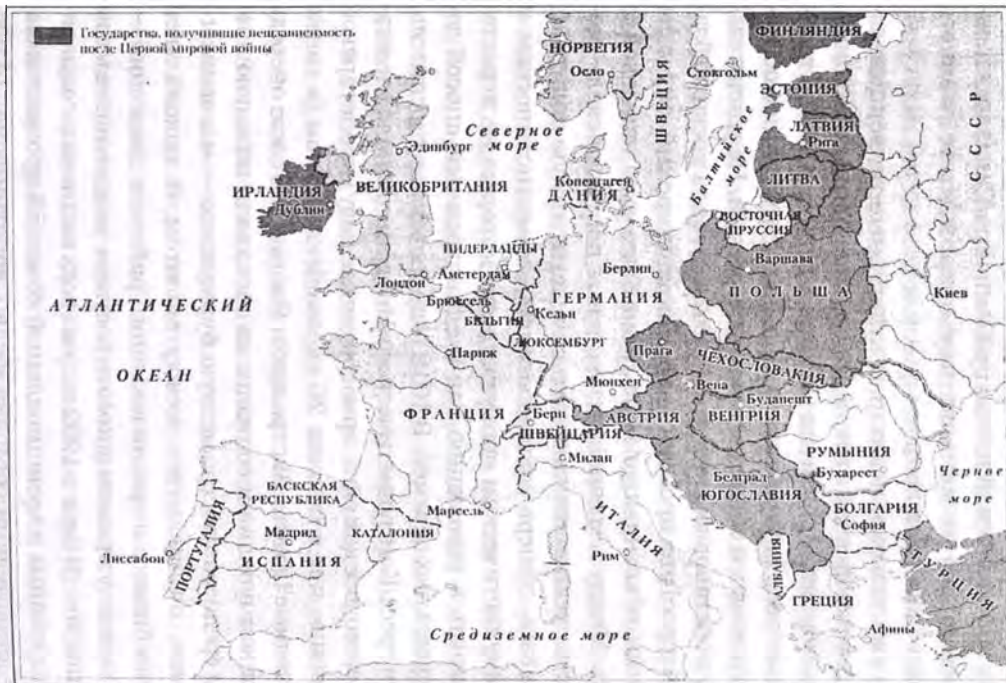 Государства, получившие независимость
после Первой мировой войны
НОРВЕГИЯ
Осло
ШВЕЦИЯ
Стокгольм
ФИНЛЯНДИЯ
ЭСТОНИЯ
СССР
Северное
море
Балтийское
море
ЛАТВИЯ
Рига
Эдинбург
ЛИТВА
ИРЛАНДИЯ
Дублин
ВЕЛИКОБРИТАНИЯ
Копенгаген
ДАНИЯ
ВОСТОЧНАЯ
ПРУССИЯ
НИДЕРЛАНДЫ
Варшава
Лондон
Амстердам
Берлин
ПОЛЬША
АТЛАНТИЧЕСКИЙ
ОКЕАН
Брюссель
БЕЛЬГИЯ
Кельн
ГЕРМАНИЯ
Киев
ЛЮКСЕМБУРГ
Париж
Прага
ЧЕХОСЛОВАКИЯ
Мюнхен
Вена
Будапешт
ФРАНЦИЯ
Берн
ШВЕЙЦАРИЯ
АВСТРИЯ
ВЕНГРИЯ
Милан
РУМЫНИЯ
Бухарест
Черное
море
БАСКСКАЯ
РЕСПУБЛИКА
Марсель
ИТАЛИЯ
Белград
ЮГОСЛАВИЯ
БОЛГАРИЯ
София
Лиссабон
ПОРТУГАЛИЯ
Мадрид
ИСПАНИЯ
КАТАЛОНИЯ
Рим
ЛБАНИЯ
ГРЕЦИЯ
ТУРЦИЯ
Афины
Средиземное море